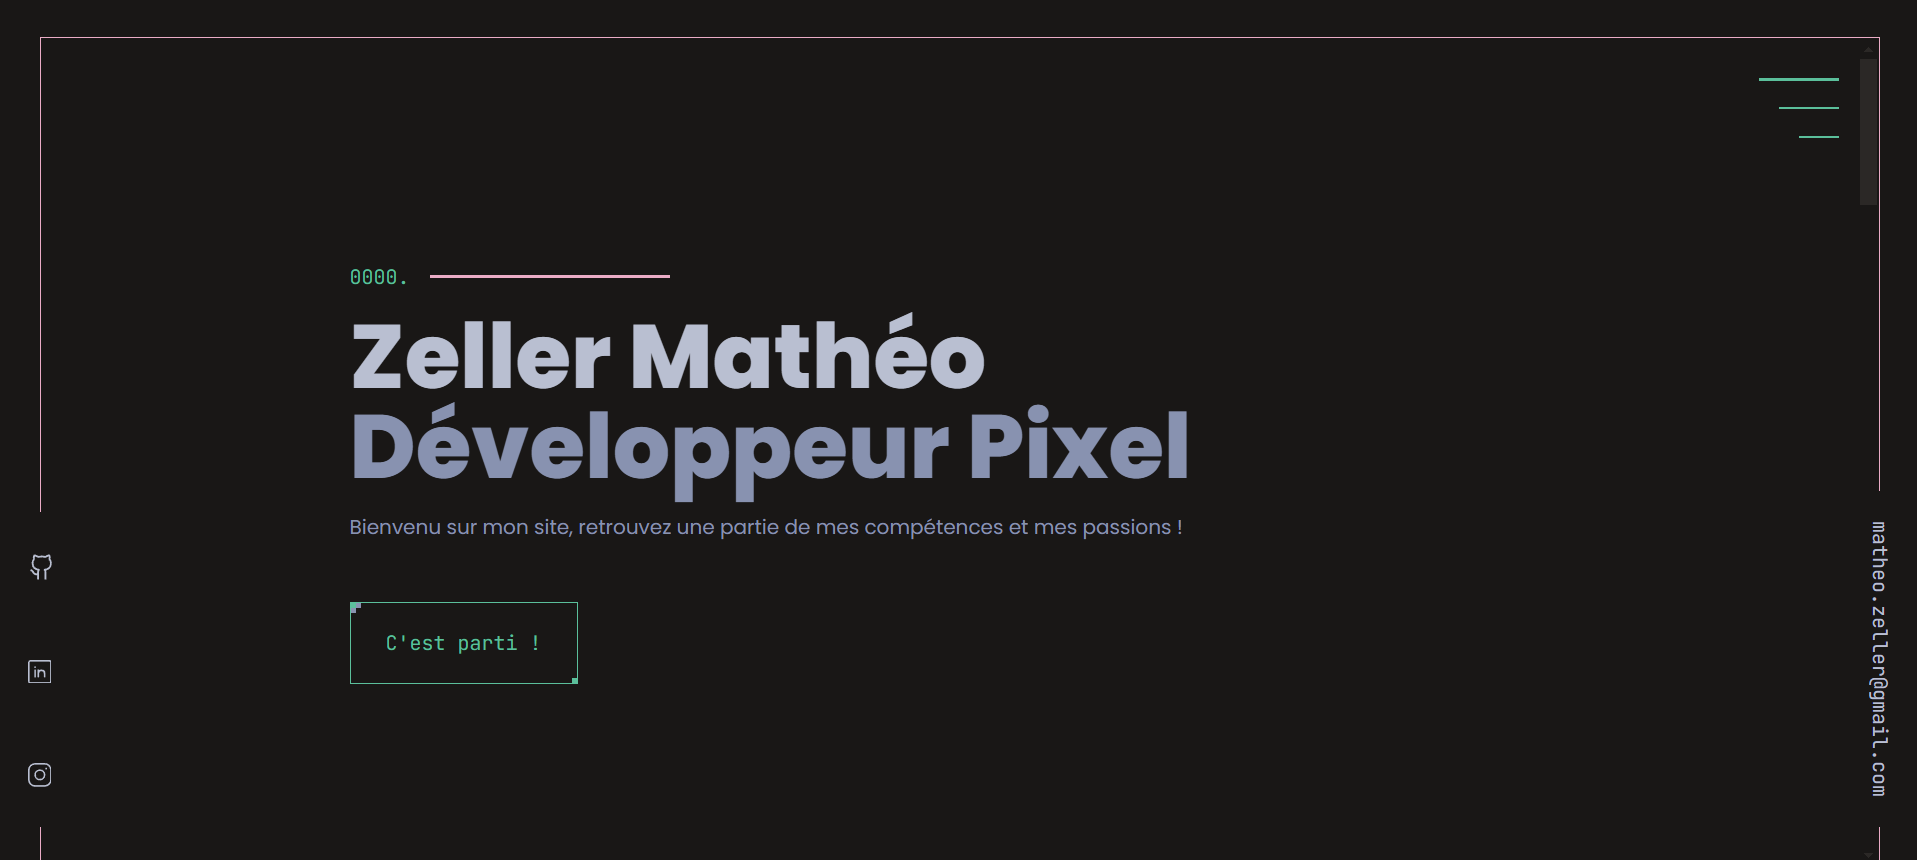 0000.
Zeller Mathéo
Développeur Pixel
Bienvenu sur mon site, retrouvez une partie de mes compétences et mes passions !
C'est parti !
in
matheo.zeller@gmail.com